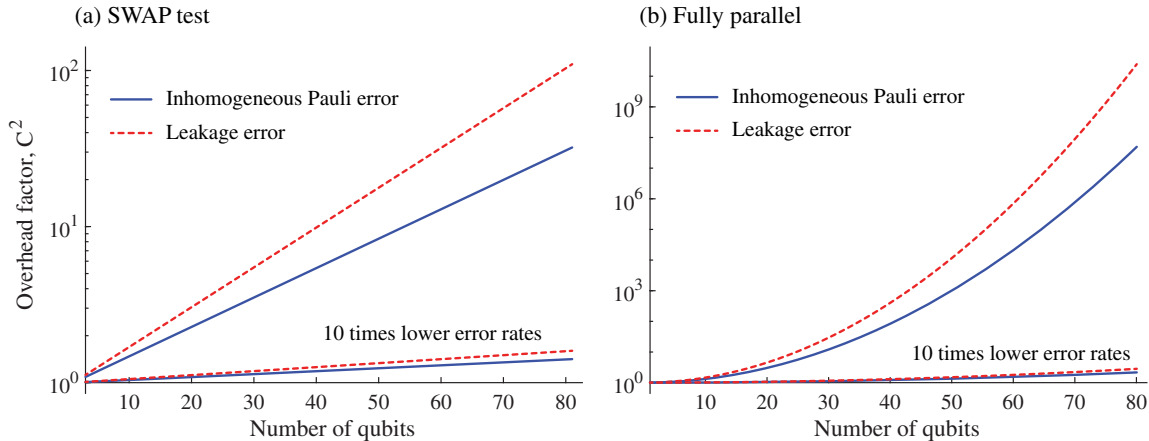 (a) SWAP test
Overhead factor, C²
10²
10¹
10⁰
Inhomogeneous Pauli error
Leakage error
10 times lower error rates
10 20 30 40 50 60 70 80
Number of qubits
(b) Fully parallel
10⁹
10⁶
10³
10⁰
Inhomogeneous Pauli error
Leakage error
10 times lower error rates
10 20 30 40 50 60 70 80
Number of qubits